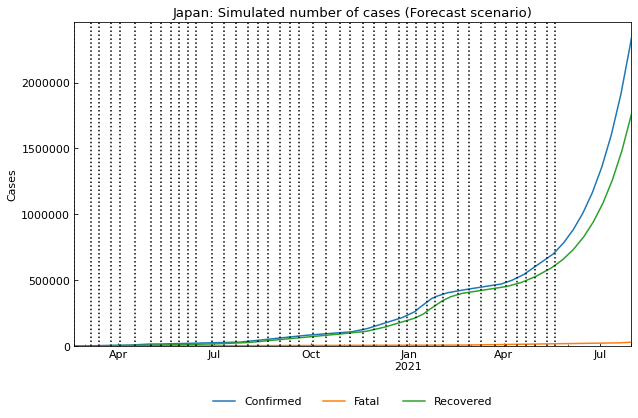 Japan: Simulated number of cases (Forecast scenario)
Cases
2000000
1500000
1000000
500000
0
Apr Jul Oct Jan Apr Jul
2021
Confirmed Fatal Recovered